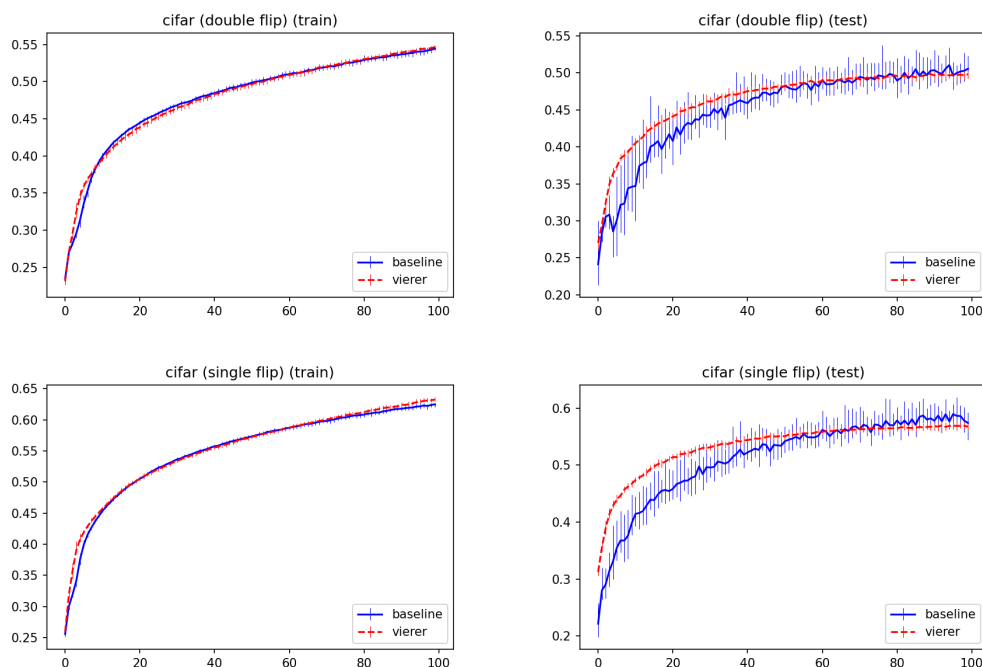 cifar (double flip) (train)
0.55
0.50
0.45
0.40
0.35
0.30
0.25
0 20 40 60 80 100
baseline
vierer
cifar (double flip) (test)
0.55
0.50
0.45
0.40
0.35
0.30
0.25
0.20
0 20 40 60 80 100
baseline
vierer
cifar (single flip) (train)
0.65
0.60
0.55
0.50
0.45
0.40
0.35
0.30
0.25
0 20 40 60 80 100
baseline
vierer
cifar (single flip) (test)
0.6
0.5
0.4
0.3
0.2
0 20 40 60 80 100
baseline
vierer